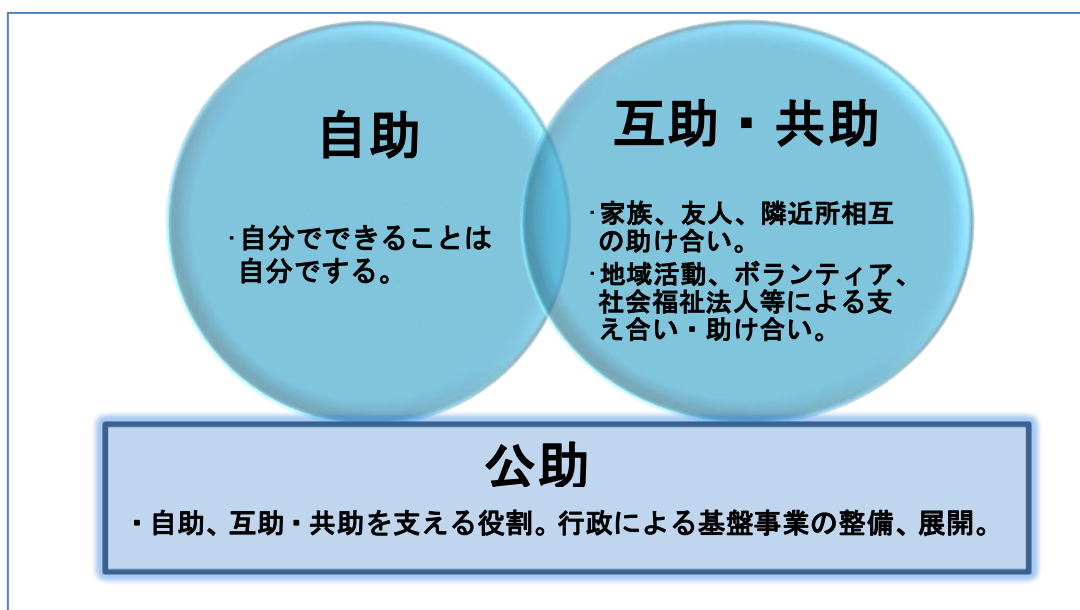 自助
・自分でできることは
自分でする。
互助・共助
・家族、友人、隣近所相互
の助け合い。
・地域活動、ボランティア、
社会福祉法人等による支
え合い・助け合い。
公助
・自助、互助・共助を支える役割。行政による基盤事業の整備、展開。